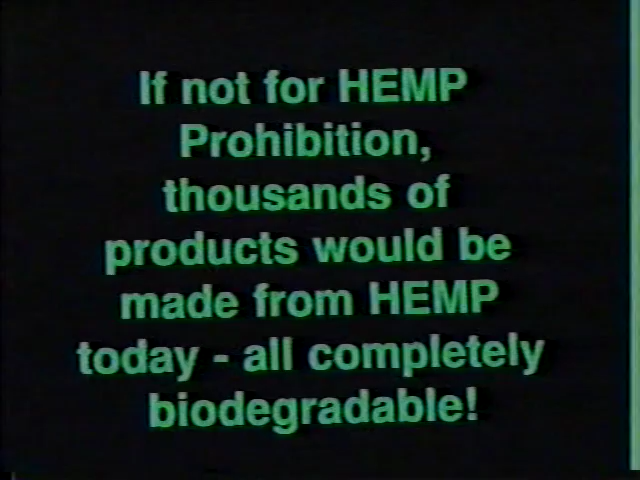 If not for HEMP
Prohibition,
thousands of
products would be
made from HEMP
today - all completely
biodegradable!